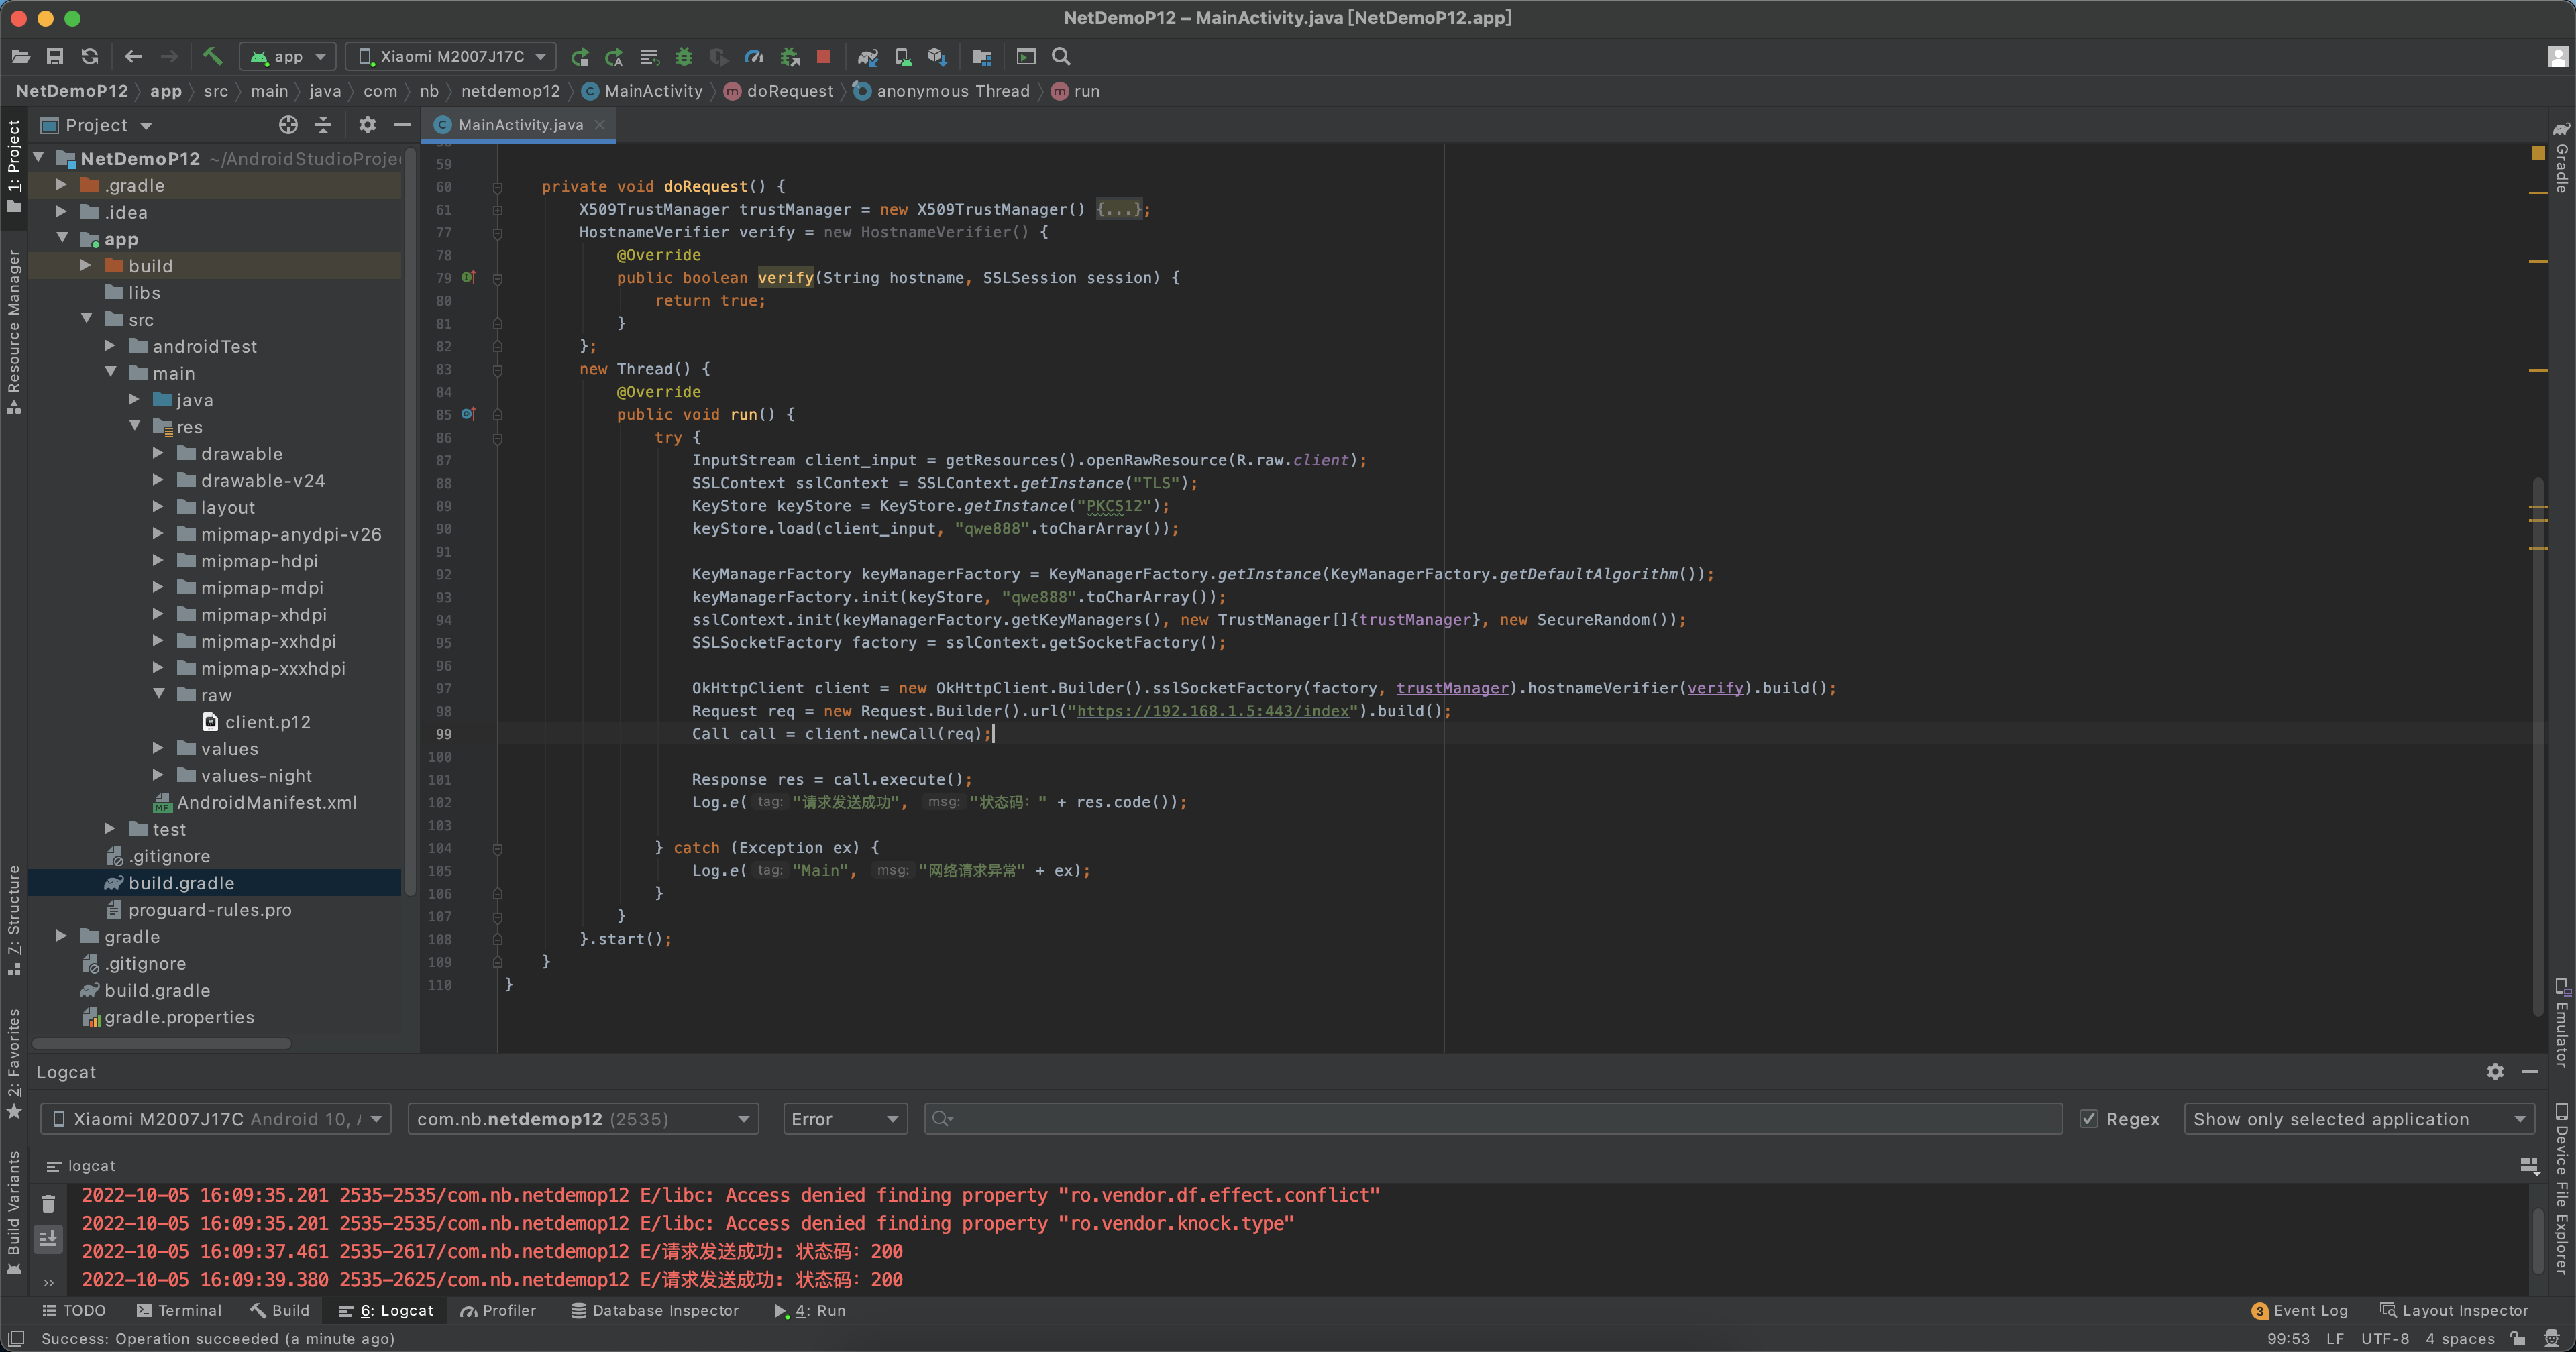 NetDemoP12 – MainActivity.java [NetDemoP12.app]
app
Xiaomi M2007J17C
NetDemoP12 app src main java com nb netdemop12 MainActivity doRequest anonymous Thread run
Project
MainActivity.java
1: Project
Resource Manager
Z: Structure
2: Favorites
Build Variants
NetDemoP12 ~/AndroidStudioProje
.gradle
.idea
app
build
libs
src
androidTest
main
java
res
drawable
drawable-v24
layout
mipmap-anydpi-v26
mipmap-hdpi
mipmap-mdpi
mipmap-xhdpi
mipmap-xxhdpi
mipmap-xxxhdpi
raw
client.p12
values
values-night
AndroidManifest.xml
test
.gitignore
build.gradle
proguard-rules.pro
gradle
.gitignore
build.gradle
gradle.properties
59
60 private void doRequest() {
61 X509TrustManager trustManager = new X509TrustManager() {...};
77 HostnameVerifier verify = new HostnameVerifier() {
78 @Override
79 public boolean verify(String hostname, SSLSession session) {
80 return true;
81 }
82 };
83 new Thread() {
84 @Override
85 public void run() {
86 try {
87 InputStream client_input = getResources().openRawResource(R.raw.client);
88 SSLContext sslContext = SSLContext.getInstance("TLS");
89 KeyStore keyStore = KeyStore.getInstance("PKCS12");
90 keyStore.load(client_input, "qwe888".toCharArray());
91
92 KeyManagerFactory keyManagerFactory = KeyManagerFactory.getInstance(KeyManagerFactory.getDefaultAlgorithm());
93 keyManagerFactory.init(keyStore, "qwe888".toCharArray());
94 sslContext.init(keyManagerFactory.getKeyManagers(), new TrustManager[]{trustManager}, new SecureRandom());
95 SSLSocketFactory factory = sslContext.getSocketFactory();
96
97 OkHttpClient client = new OkHttpClient.Builder().sslSocketFactory(factory, trustManager).hostnameVerifier(verify).build();
98 Request req = new Request.Builder().url("https://192.168.1.5:443/index").build();
99 Call call = client.newCall(req);
100
101 Response res = call.execute();
102 Log.e( tag: "请求发送成功", msg: "状态码：" + res.code());
103
104 } catch (Exception ex) {
105 Log.e( tag: "Main", msg: "网络请求异常" + ex);
106 }
107 }
108 }.start();
109 }
110 }
Gradle
Emulator
Device File Explorer
Logcat
Xiaomi M2007J17C Android 10, A
com.nb.netdemop12 (2535)
Error
Regex
Show only selected application
logcat
2022-10-05 16:09:35.201 2535-2535/com.nb.netdemop12 E/libc: Access denied finding property "ro.vendor.df.effect.conflict"
2022-10-05 16:09:35.201 2535-2535/com.nb.netdemop12 E/libc: Access denied finding property "ro.vendor.knock.type"
2022-10-05 16:09:37.461 2535-2617/com.nb.netdemop12 E/请求发送成功: 状态码：200
2022-10-05 16:09:39.380 2535-2625/com.nb.netdemop12 E/请求发送成功: 状态码：200
TODO Terminal Build 6: Logcat Profiler Database Inspector 4: Run 3 Event Log Layout Inspector
Success: Operation succeeded (a minute ago) 99:53 LF UTF-8 4 spaces